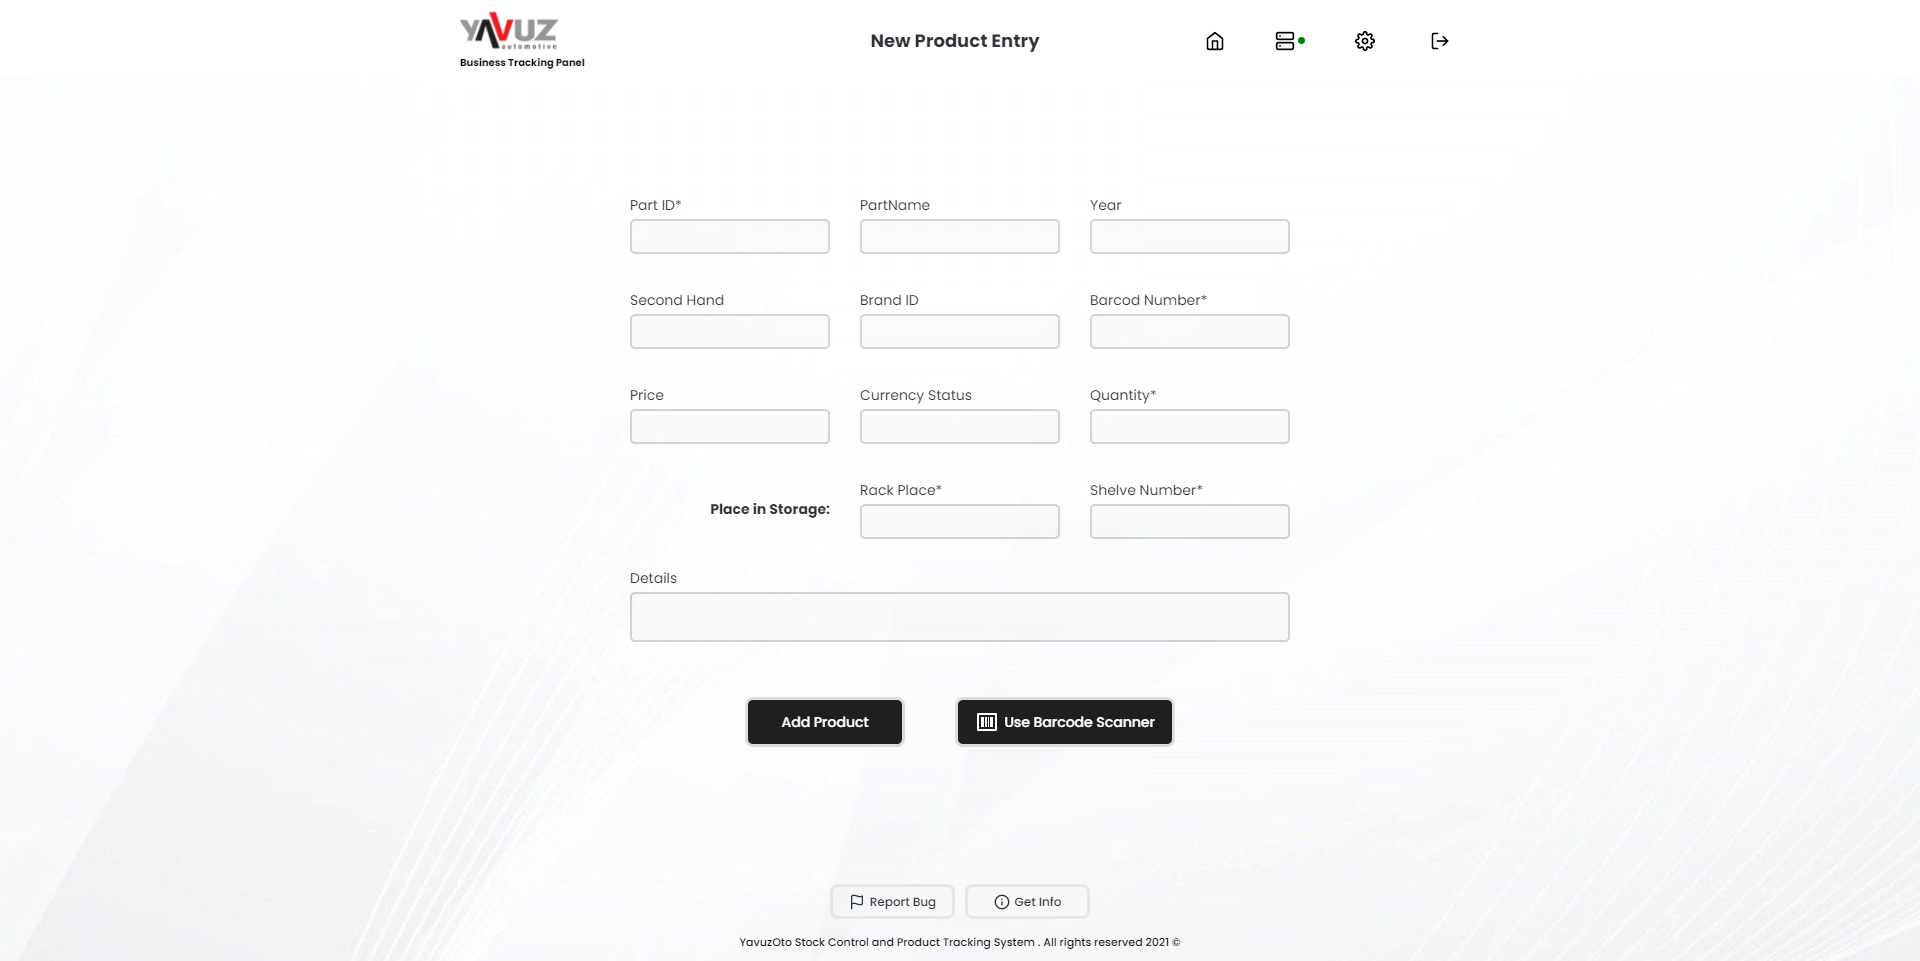 YAVUZ
automotive
Business Tracking Panel
New Product Entry
Part ID*
PartName
Year
Second Hand
Brand ID
Barcod Number*
Price
Currency Status
Quantity*
Place in Storage:
Rack Place*
Shelve Number*
Details
Add Product
Use Barcode Scanner
Report Bug
Get Info
YavuzOto Stock Control and Product Tracking System . All rights reserved 2021 ©